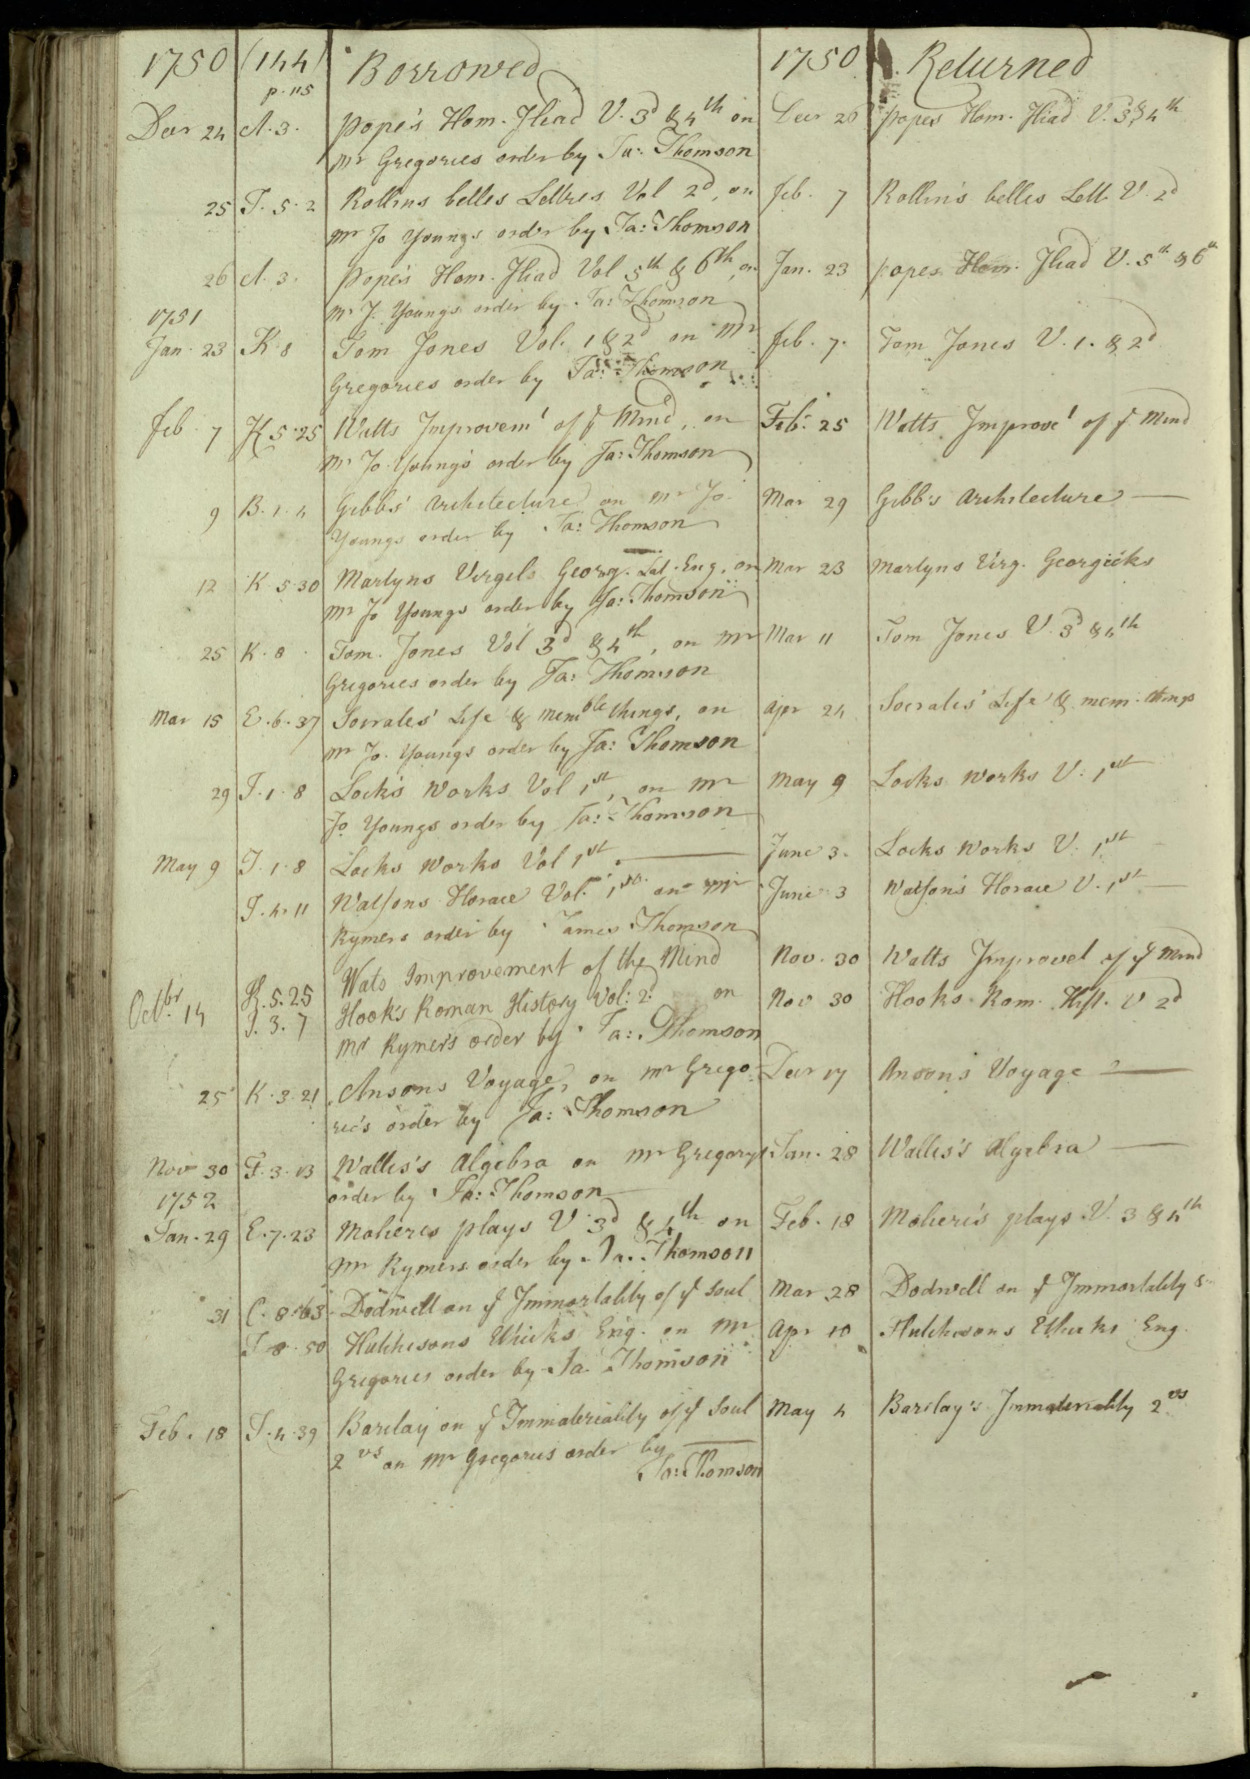 1750 (144) Borrowed 1750 Returned
p. 115
Decr 24 A. 3. Pope's Hom. Iliad V. 3d & 4th on Decr 26 Popes Hom. Iliad V. 3d & 4th
Mr Gregories order by Ja: Thomson
25 I. 5. 2 Rollins belles Lettres Vol 2d, on feb. 7 Rollin's belles Lett. V. 2d
Mr Jo Youngs order by Ja: Thomson
26 A. 3. Pope's Hom. Iliad Vol 5th & 6th, on Jan. 23 popes Hom. Iliad V. 5th & 6th
Mr J. Youngs order by Ja: Thomson
1751
Jan. 23 K. 8 Tom Jones Vol. 1 & 2d on Mr feb. 7. Tom Jones V. 1. & 2d
Gregories order by Ja: Thomson
feb. 7 K 5. 25 Watts Improvemt of ye Mind, on Feb: 25 Watts Improvt of ye Mind
Mr Jo. Young's order by Ja: Thomson
9 B. 1. 4 Gibbs' Architecture on Mr Jo. Mar 29 Gibb's Architecture
Youngs order by Ja: Thomson
12 K 5 30 Martyns Virgels Georg. Lat. Eng, on Mar 23 Martyns Virg. Georgicks
Mr Jo Youngs order by Ja: Thomson
25 K. 8 Tom. Jones Vol 3d & 4th, on Mr Mar 11 Tom Jones V. 3d & 4th
Gregories order by Ja: Thomson
Mar 15 E. 6. 37 Socrates' Life & memble things, on Apr 24 Socratis' Life & mem. things
Mr Jo. Youngs order by Ja: Thomson
29 I. 1. 8 Lock's Works Vol 1st, on Mr May 9 Locks Works V. 1st
Jo Youngs order by Ja: Thomson
May 9 I. 1. 8 Locks Works Vol 1st. June 3. Locks Works V. 1st
I. 4. 11 Watsons Horace Vol. 1st. on Mr June 3 Watson's Horace V. 1st
Rymers order by James Thomson
Wats Improvement of the Mind Nov. 30 Watts Improvet of ye Mind
Octbr. 14 K. 5. 25 Hook's Roman History Vol: 2d on Nov 30 Hooks Rom. Hist. V 2d
I. 3. 7 Mr Rymer's order by Ja: Thomson
25 K. 3. 21 Ansons Voyage, on Mr Grego Decr 17 Anson's Voyage
rie's order by Ja: Thomson
Novr 30 F. 3. 13 Wallis's Algebra on Mr Gregorys Jan. 28 Wallis's Algebra
1752 order by Ja: Thomson
Jan. 29 E. 7. 23 Molieres plays V. 3d & 4th on Feb. 18 Moliere's plays V. 3 & 4th
Mr Rymers order by Ja: Thomson
31 C. 8. 63 Dodwell on ye Immortality of ye Soul Mar 28 Dodwell on ye Immortality S
I. 8. 50 Hutchesons Ethicks Eng. on Mr Apr 10 Hutchesons Ethicks Eng.
Gregories order by Ja. Thomson
Feb. 18 I. 4. 39 Barclay on ye Immateriality of ye Soul May 4 Barclay's Immateriality 2 vs
2 vs on Mr Gregories order by
Ja: Thomson